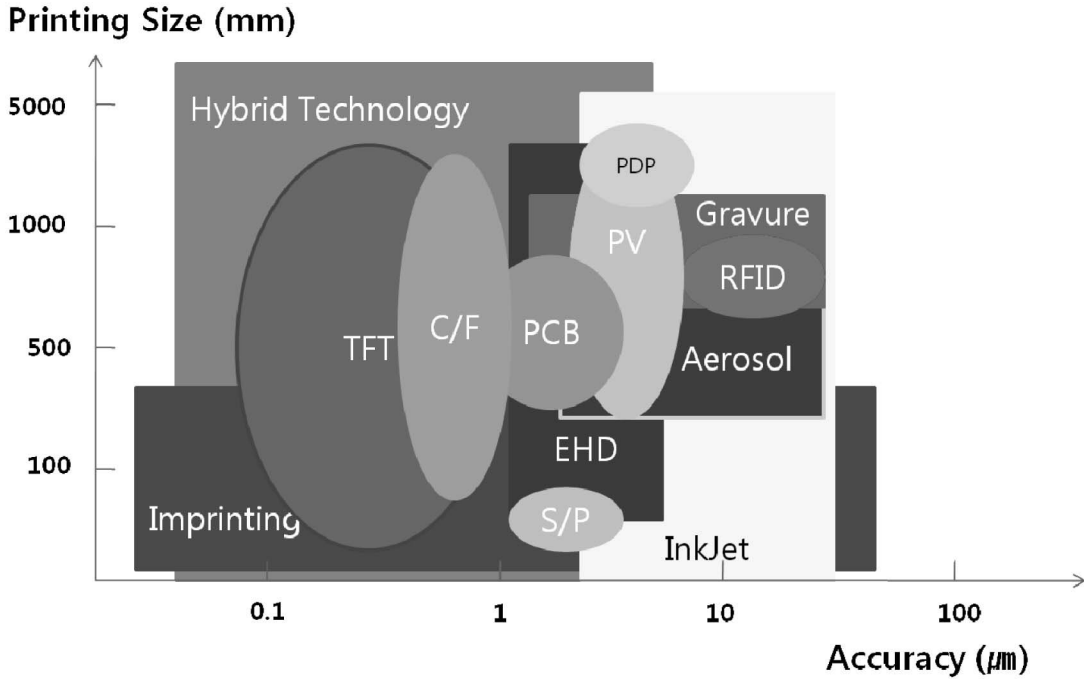 Printing Size (mm)
5000
Hybrid Technology
PDP
1000
Gravure
PV
RFID
C/F
PCB
TFT
500
Aerosol
EHD
100
Imprinting
S/P
InkJet
0.1
1
10
100
Accuracy (㎛)